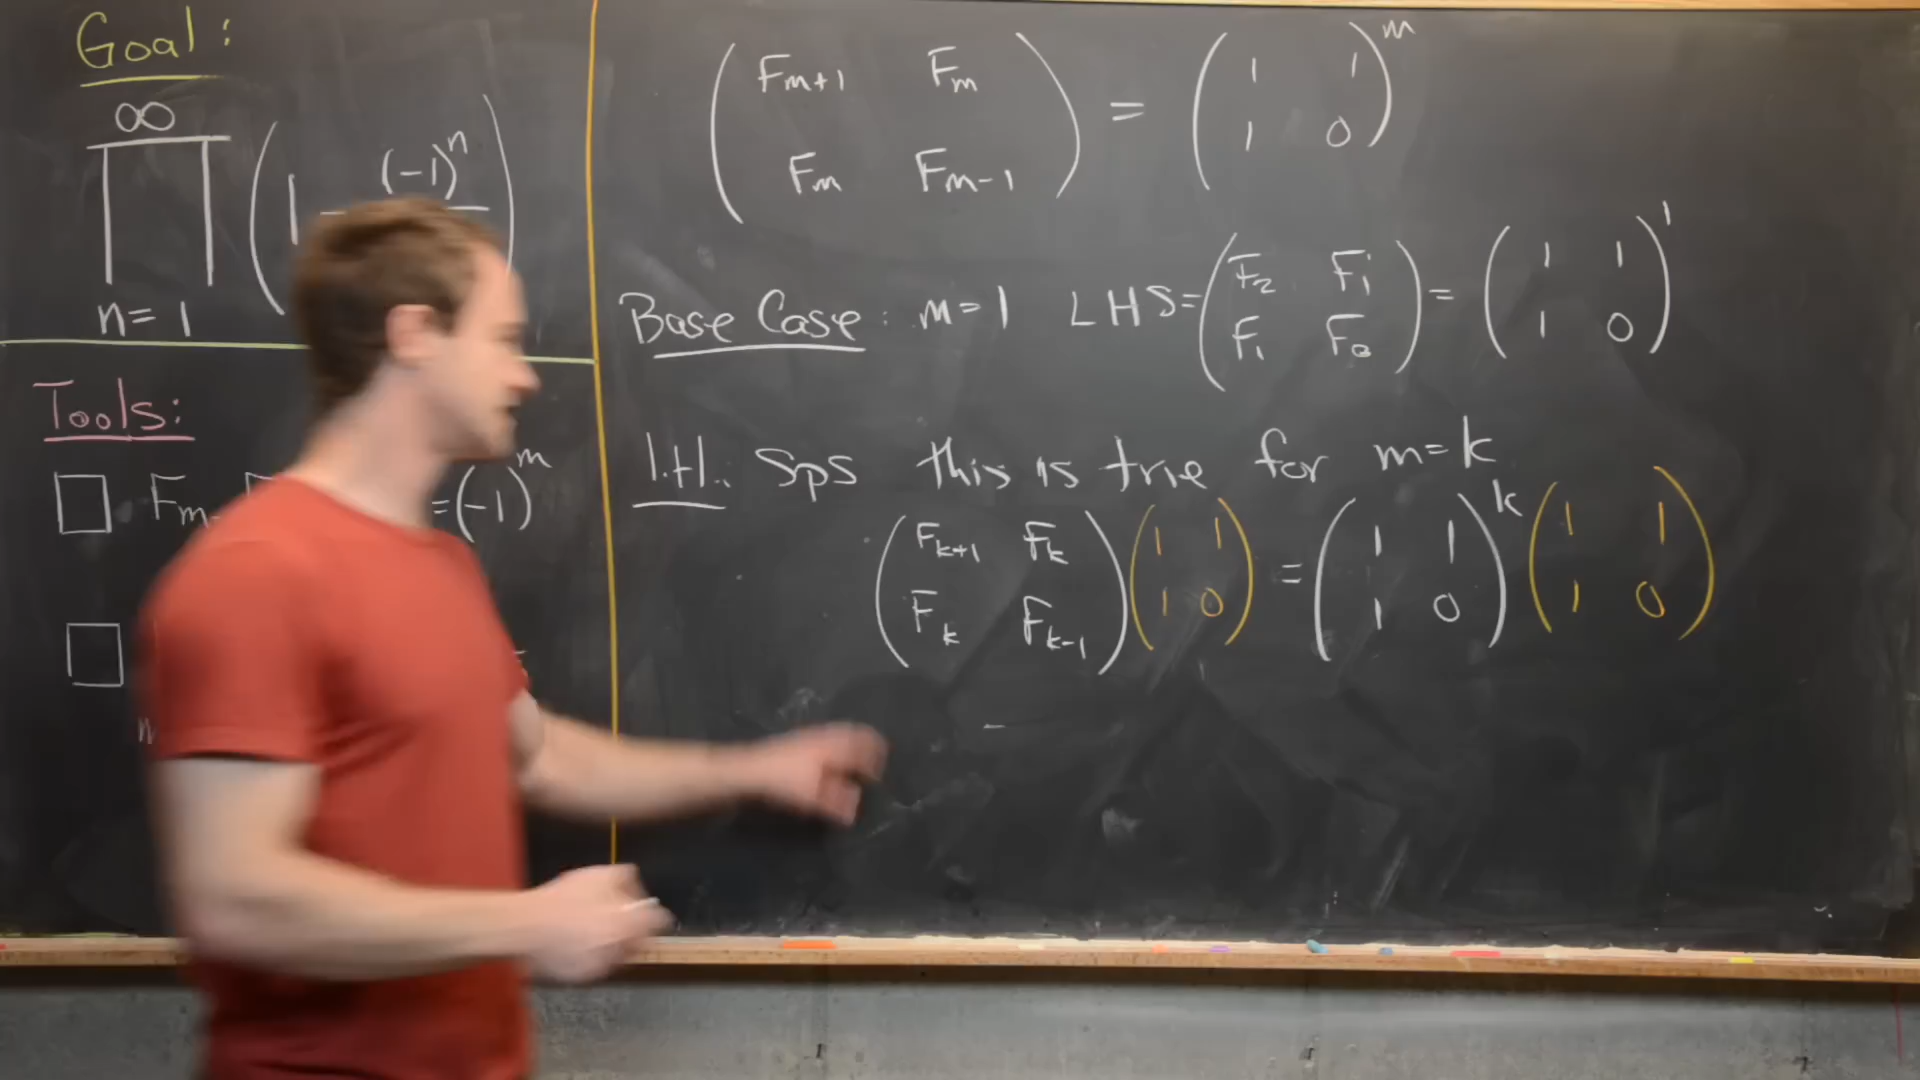 Goal:
∞
∏ (1 - (-1)^n
n=1
Tools:
□ F_m =(-1)^m
□
(F_{m+1} F_m
F_m F_{m-1}) = (1 1
1 0)^m
Base Case: m=1 LHS=(F_2 F_1
F_1 F_0) = (1 1
1 0)^1
I.H.: Sps this is true for m=k
(F_{k+1} F_k
F_k F_{k-1})(1 1
1 0) = (1 1
1 0)^k (1 1
1 0)